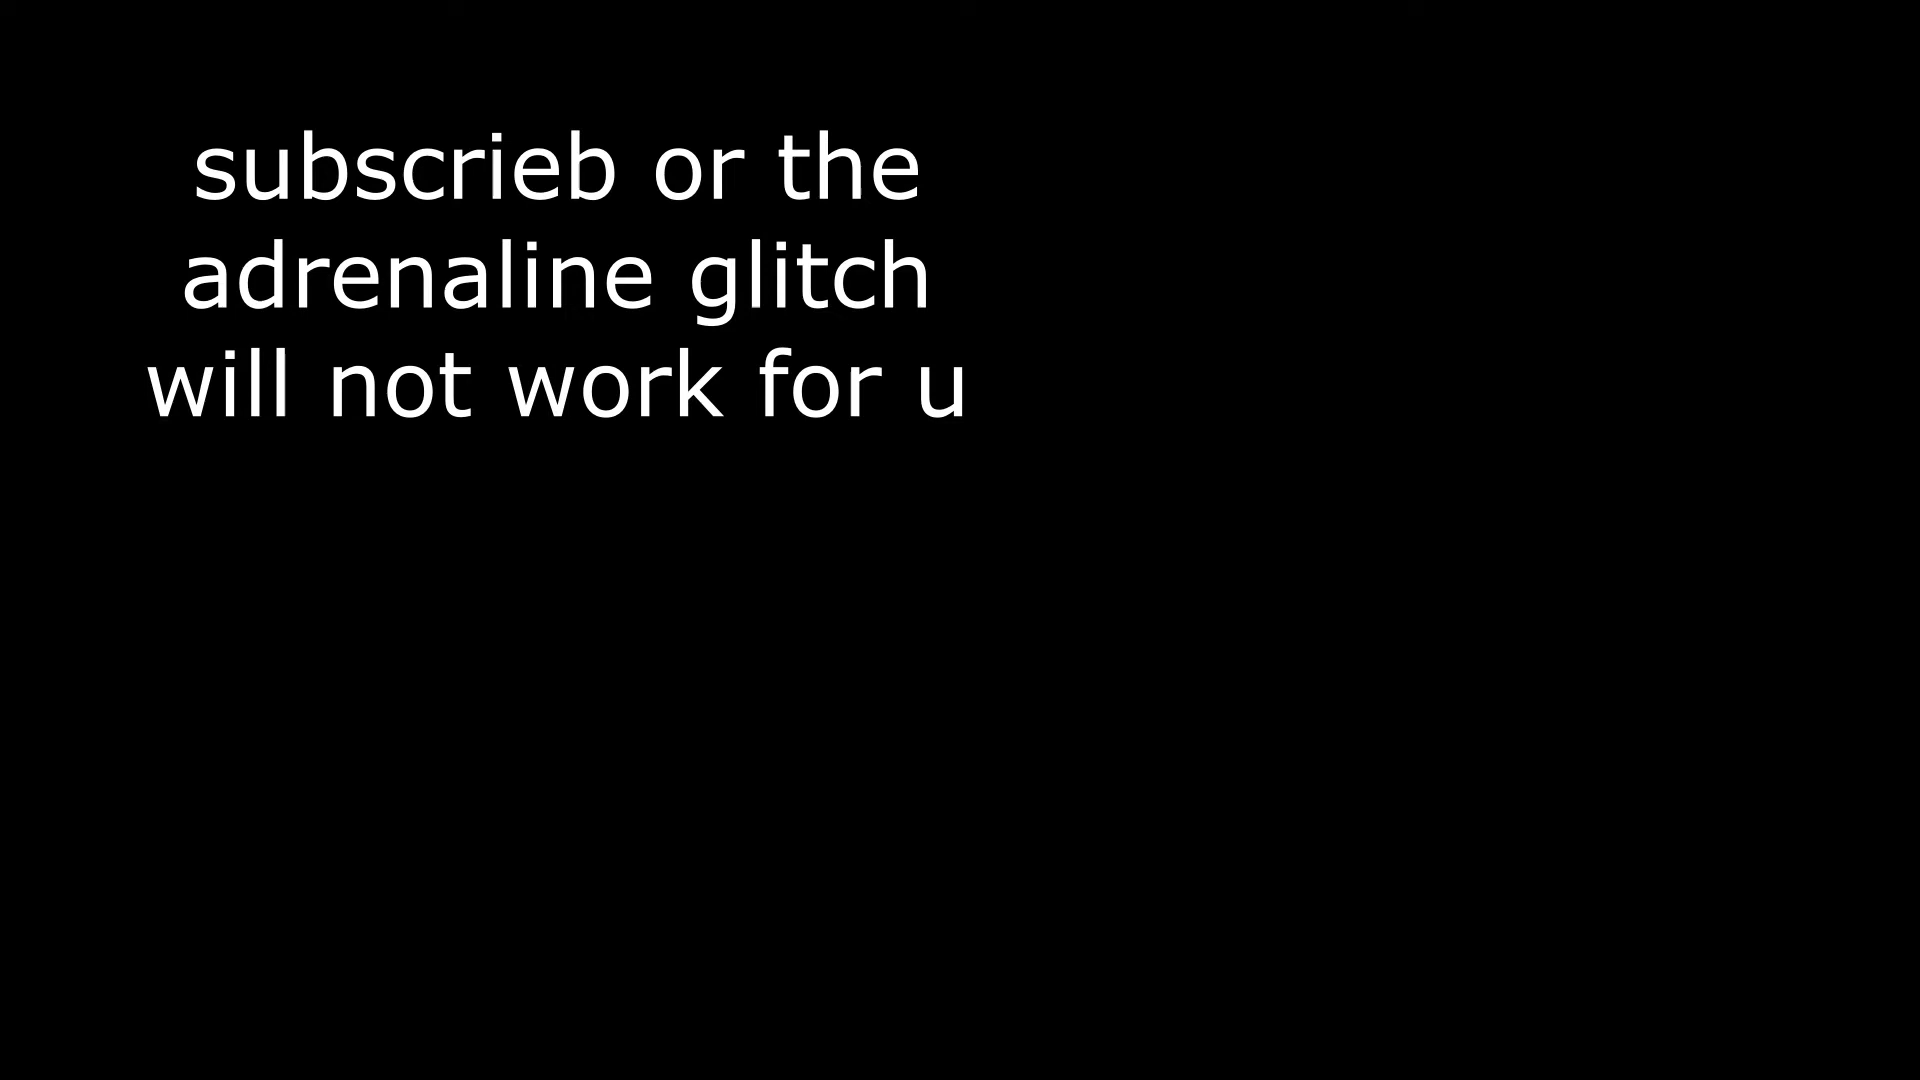 subscrieb or the
adrenaline glitch
will not work for u